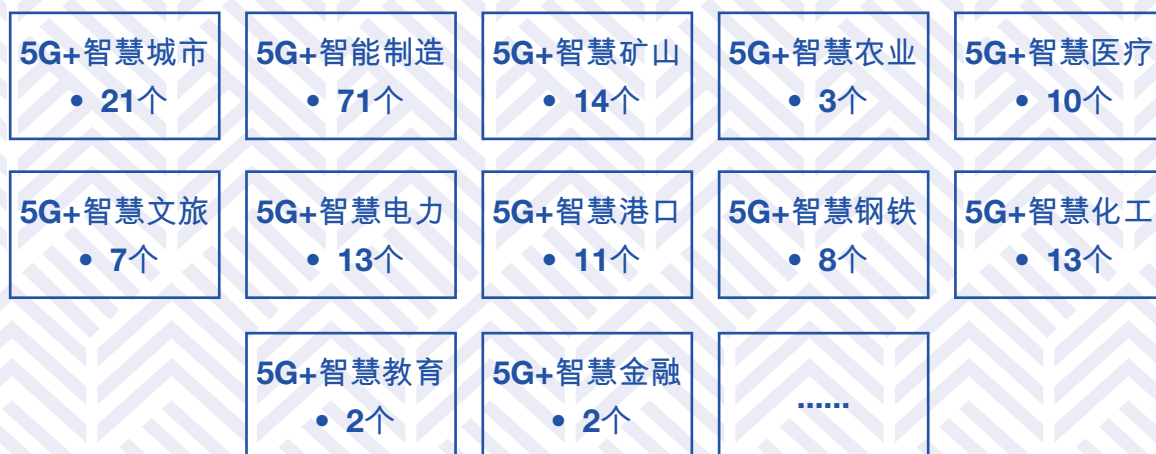 5G+智慧城市
• 21个
5G+智能制造
• 71个
5G+智慧矿山
• 14个
5G+智慧农业
• 3个
5G+智慧医疗
• 10个
5G+智慧文旅
• 7个
5G+智慧电力
• 13个
5G+智慧港口
• 11个
5G+智慧钢铁
• 8个
5G+智慧化工
• 13个
5G+智慧教育
• 2个
5G+智慧金融
• 2个
......